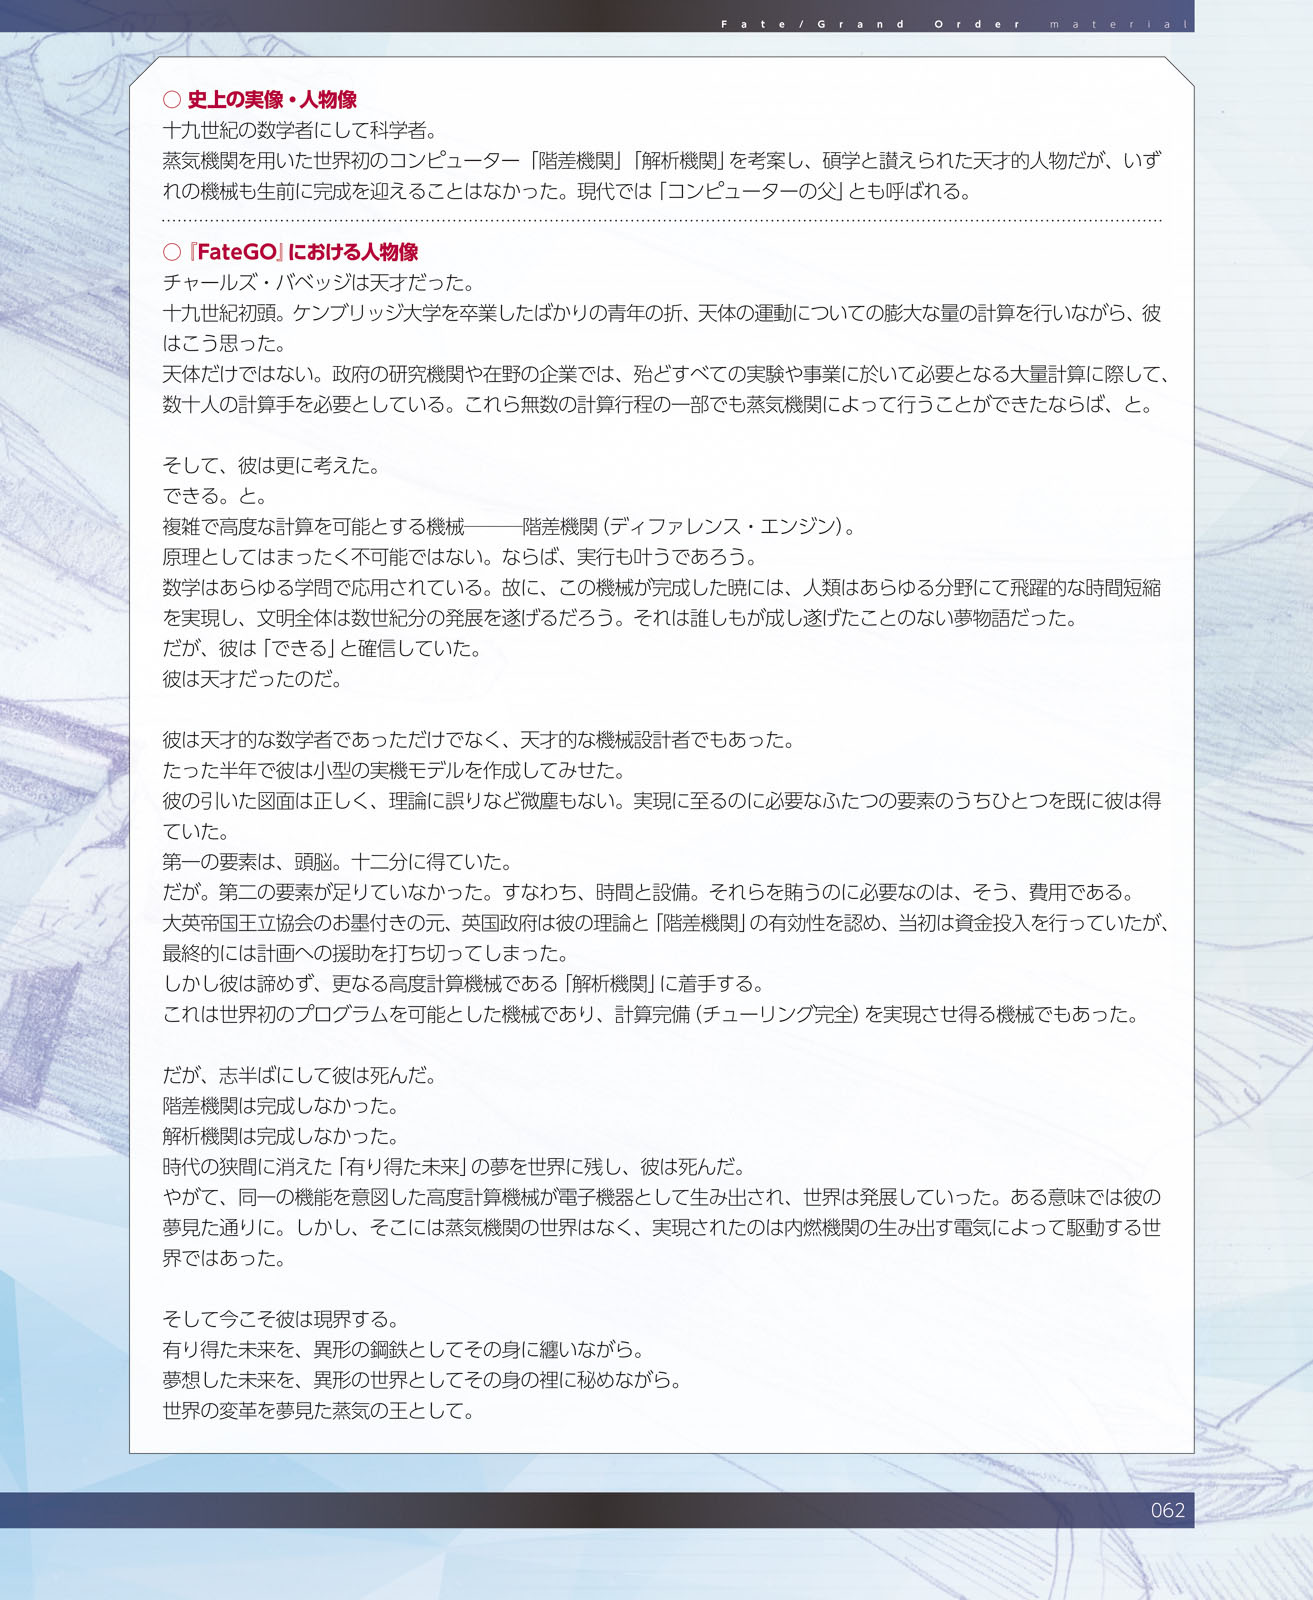 Fate/Grand Order material
○ 史上の実像・人物像
十九世紀の数学者にして科学者。
蒸気機関を用いた世界初のコンピューター「階差機関」「解析機関」を考案し、碩学と讃えられた天才的人物だが、いず
れの機械も生前に完成を迎えることはなかった。現代では「コンピューターの父」とも呼ばれる。
○『FateGO』における人物像
チャールズ・バベッジは天才だった。
十九世紀初頭。ケンブリッジ大学を卒業したばかりの青年の折、天体の運動についての膨大な量の計算を行いながら、彼
はこう思った。
天体だけではない。政府の研究機関や在野の企業では、殆どすべての実験や事業に於いて必要となる大量計算に際して、
数十人の計算手を必要としている。これら無数の計算行程の一部でも蒸気機関によって行うことができたならば、と。
そして、彼は更に考えた。
できる。と。
複雑で高度な計算を可能とする機械―――階差機関（ディファレンス・エンジン）。
原理としてはまったく不可能ではない。ならば、実行も叶うであろう。
数学はあらゆる学問で応用されている。故に、この機械が完成した暁には、人類はあらゆる分野にて飛躍的な時間短縮
を実現し、文明全体は数世紀分の発展を遂げるだろう。それは誰しもが成し遂げたことのない夢物語だった。
だが、彼は「できる」と確信していた。
彼は天才だったのだ。
彼は天才的な数学者であっただけでなく、天才的な機械設計者でもあった。
たった半年で彼は小型の実機モデルを作成してみせた。
彼の引いた図面は正しく、理論に誤りなど微塵もない。実現に至るのに必要なふたつの要素のうちひとつを既に彼は得
ていた。
第一の要素は、頭脳。十二分に得ていた。
だが。第二の要素が足りていなかった。すなわち、時間と設備。それらを賄うのに必要なのは、そう、費用である。
大英帝国王立協会のお墨付きの元、英国政府は彼の理論と「階差機関」の有効性を認め、当初は資金投入を行っていたが、
最終的には計画への援助を打ち切ってしまった。
しかし彼は諦めず、更なる高度計算機械である「解析機関」に着手する。
これは世界初のプログラムを可能とした機械であり、計算完備（チューリング完全）を実現させ得る機械でもあった。
だが、志半ばにして彼は死んだ。
階差機関は完成しなかった。
解析機関は完成しなかった。
時代の狭間に消えた「有り得た未来」の夢を世界に残し、彼は死んだ。
やがて、同一の機能を意図した高度計算機械が電子機器として生み出され、世界は発展していった。ある意味では彼の
夢見た通りに。しかし、そこには蒸気機関の世界はなく、実現されたのは内燃機関の生み出す電気によって駆動する世
界ではあった。
そして今こそ彼は現界する。
有り得た未来を、異形の鋼鉄としてその身に纏いながら。
夢想した未来を、異形の世界としてその身の裡に秘めながら。
世界の変革を夢見た蒸気の王として。
062